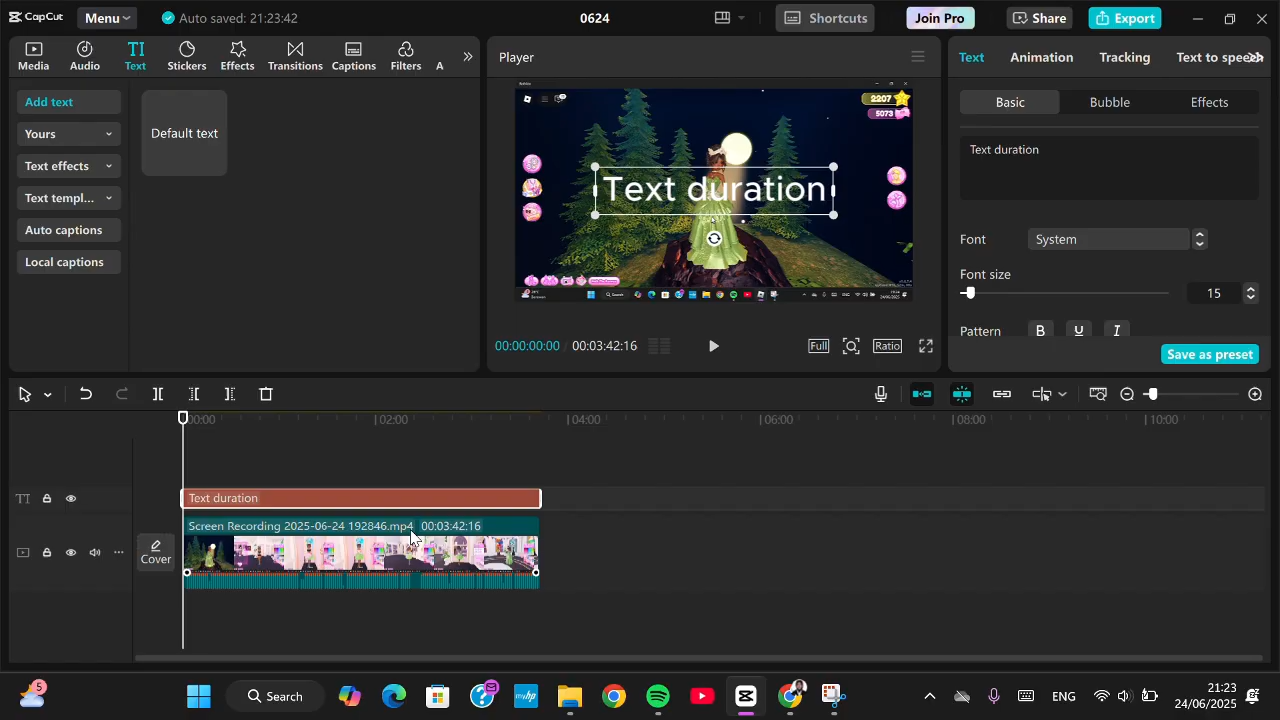 CapCut
Menu
Auto saved: 21:23:42
0624
Shortcuts
Join Pro
Share
Export
Media
Audio
TI
Text
Stickers
Effects
Transitions
Captions
Filters
A
Player
Text
Animation
Tracking
Text to speech
Add text
Default text
Yours
Text effects
Text templ...
Auto captions
Local captions
2207
5073
Text duration
Basic
Bubble
Effects
Text duration
Font
System
Font size
15
Pattern
B
U
I
Save as preset
00:00:00:00 / 00:03:42:16
Full
Ratio
00:00
02:00
04:00
06:00
08:00
10:00
TI
Text duration
Screen Recording 2025-06-24 192846.mp4 00:03:42:16
Cover
5
Search
myhp
ENG
21:23
24/06/2025